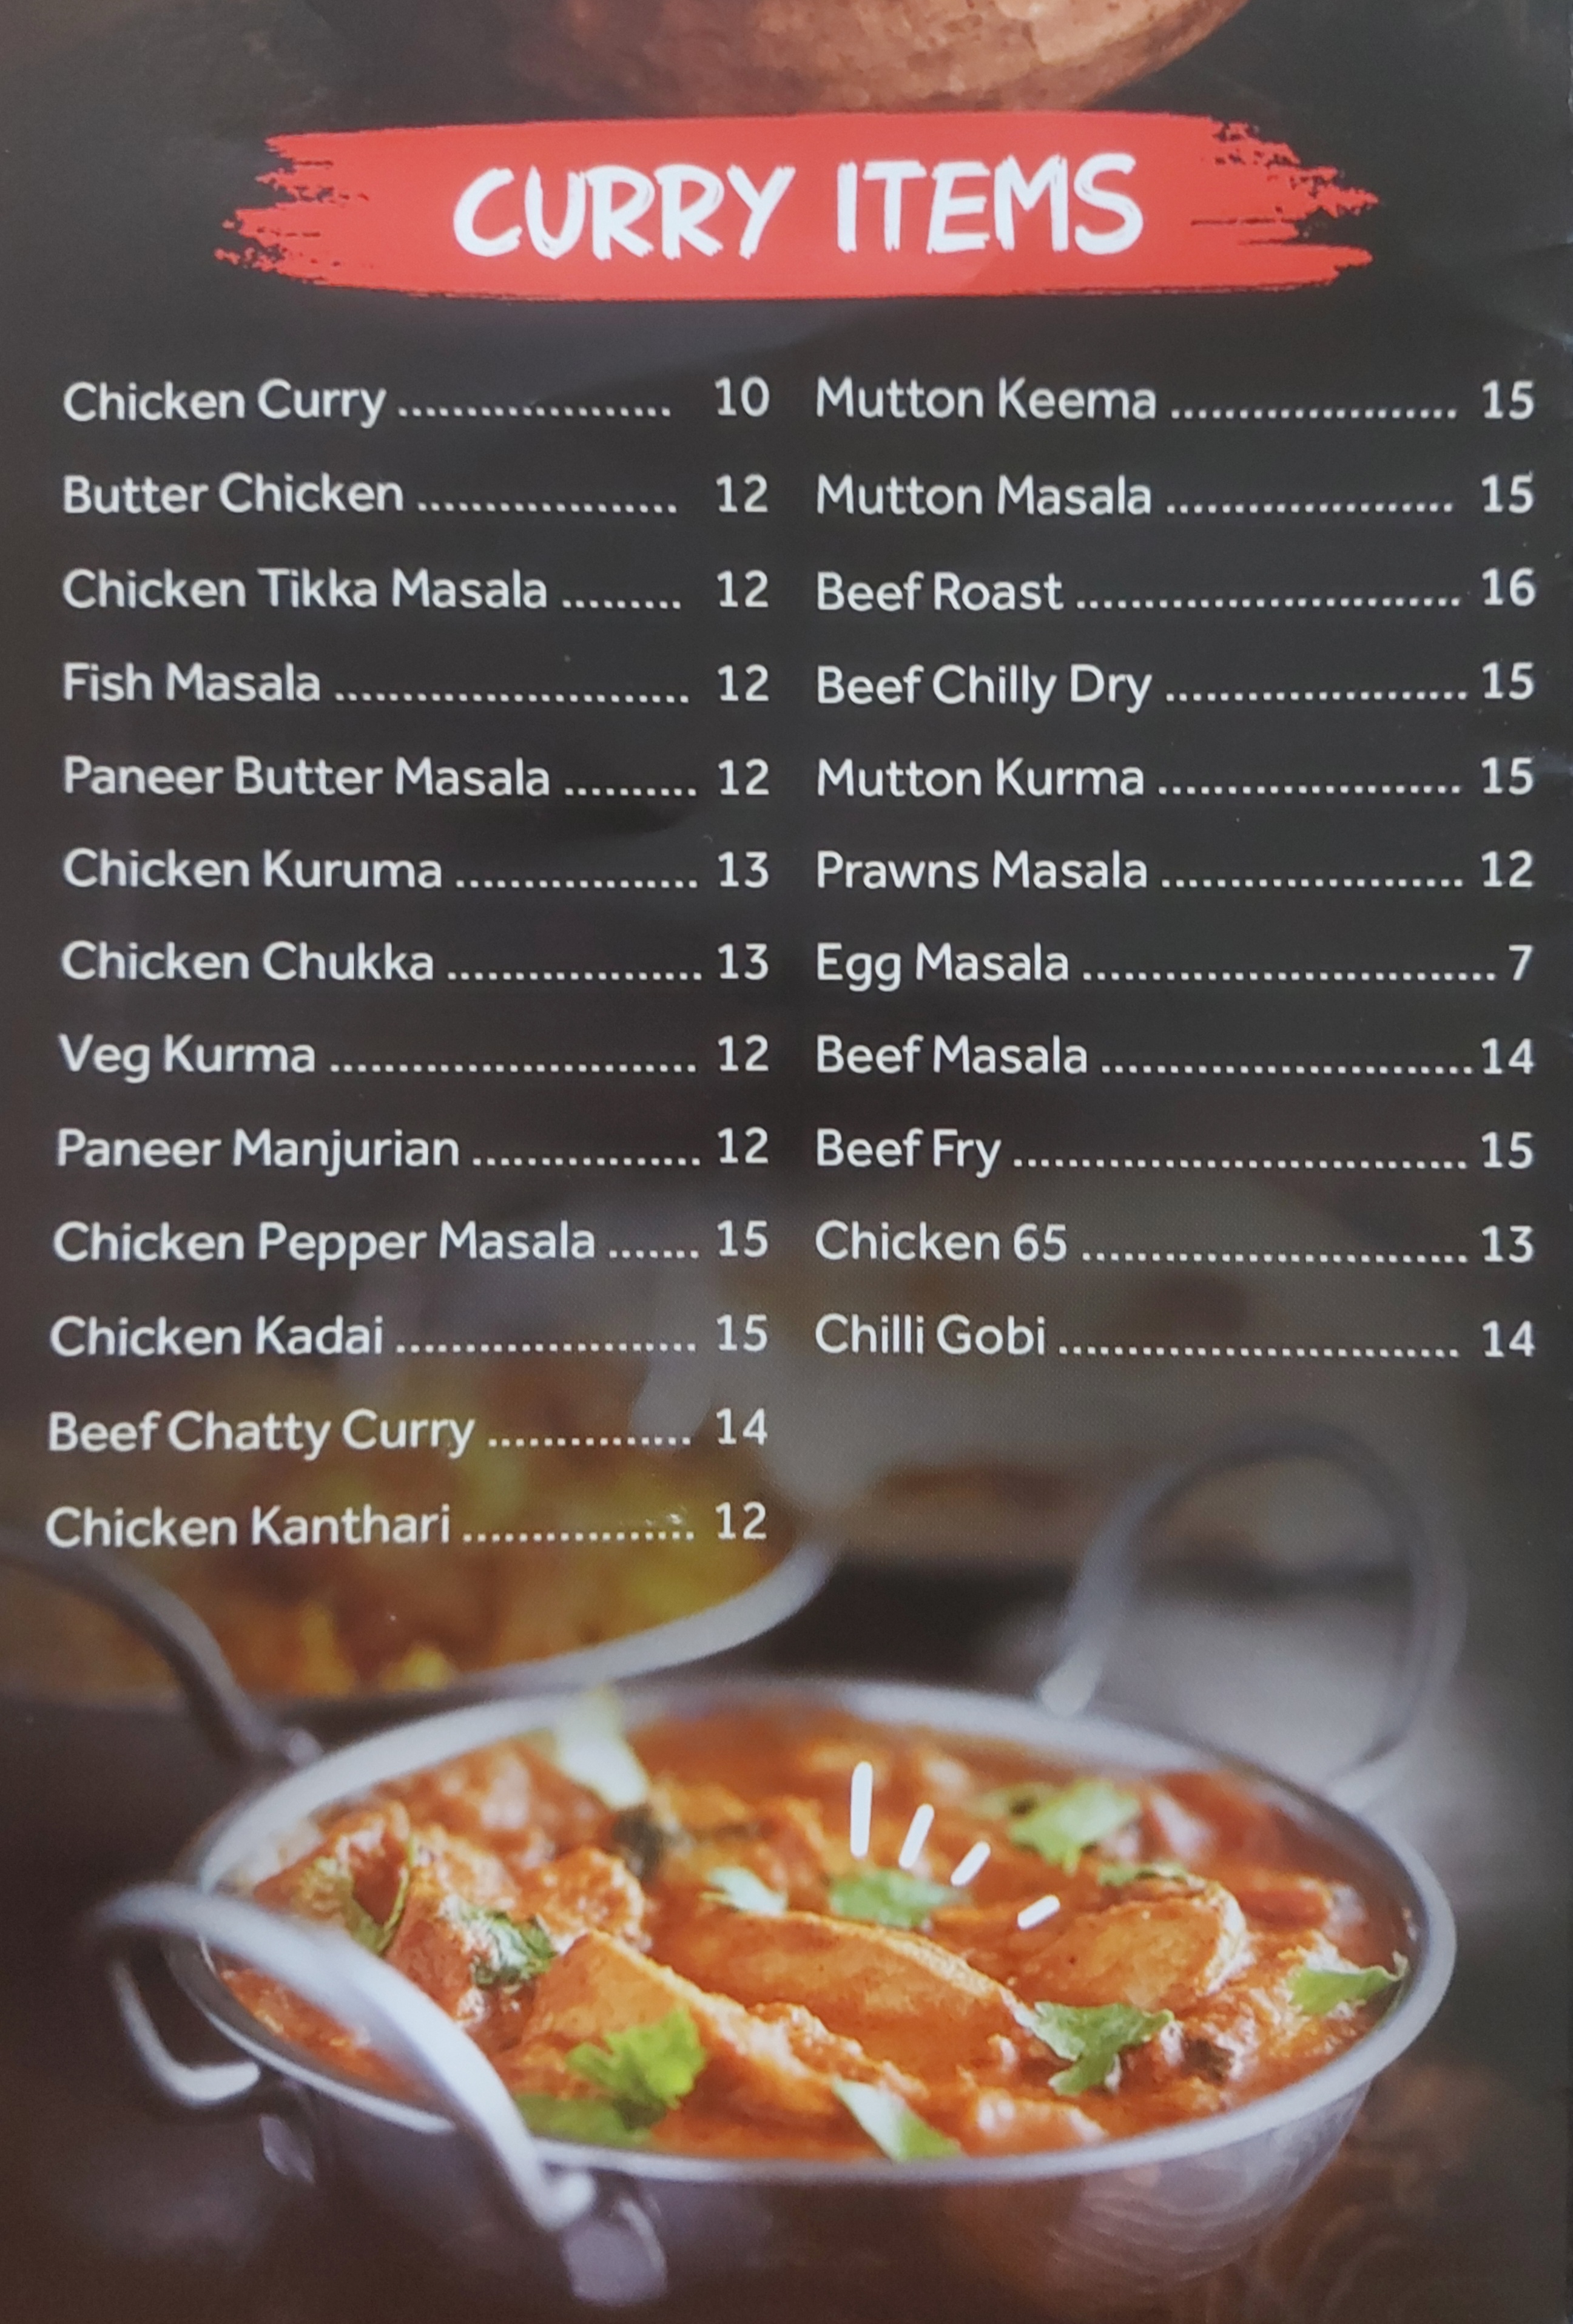 CURRY ITEMS
Chicken Curry .................... 10
Butter Chicken ................... 12
Chicken Tikka Masala ......... 12
Fish Masala .......................... 12
Paneer Butter Masala .......... 12
Chicken Kuruma .................. 13
Chicken Chukka ................... 13
Veg Kurma ........................... 12
Paneer Manjurian ................. 12
Chicken Pepper Masala ....... 15
Chicken Kadai ...................... 15
Beef Chatty Curry ............... 14
Chicken Kanthari ................. 12
Mutton Keema ..................... 15
Mutton Masala ..................... 15
Beef Roast ............................ 16
Beef Chilly Dry ...................... 15
Mutton Kurma ...................... 15
Prawns Masala ...................... 12
Egg Masala .............................. 7
Beef Masala ........................... 14
Beef Fry ................................. 15
Chicken 65 ............................ 13
Chilli Gobi ............................. 14